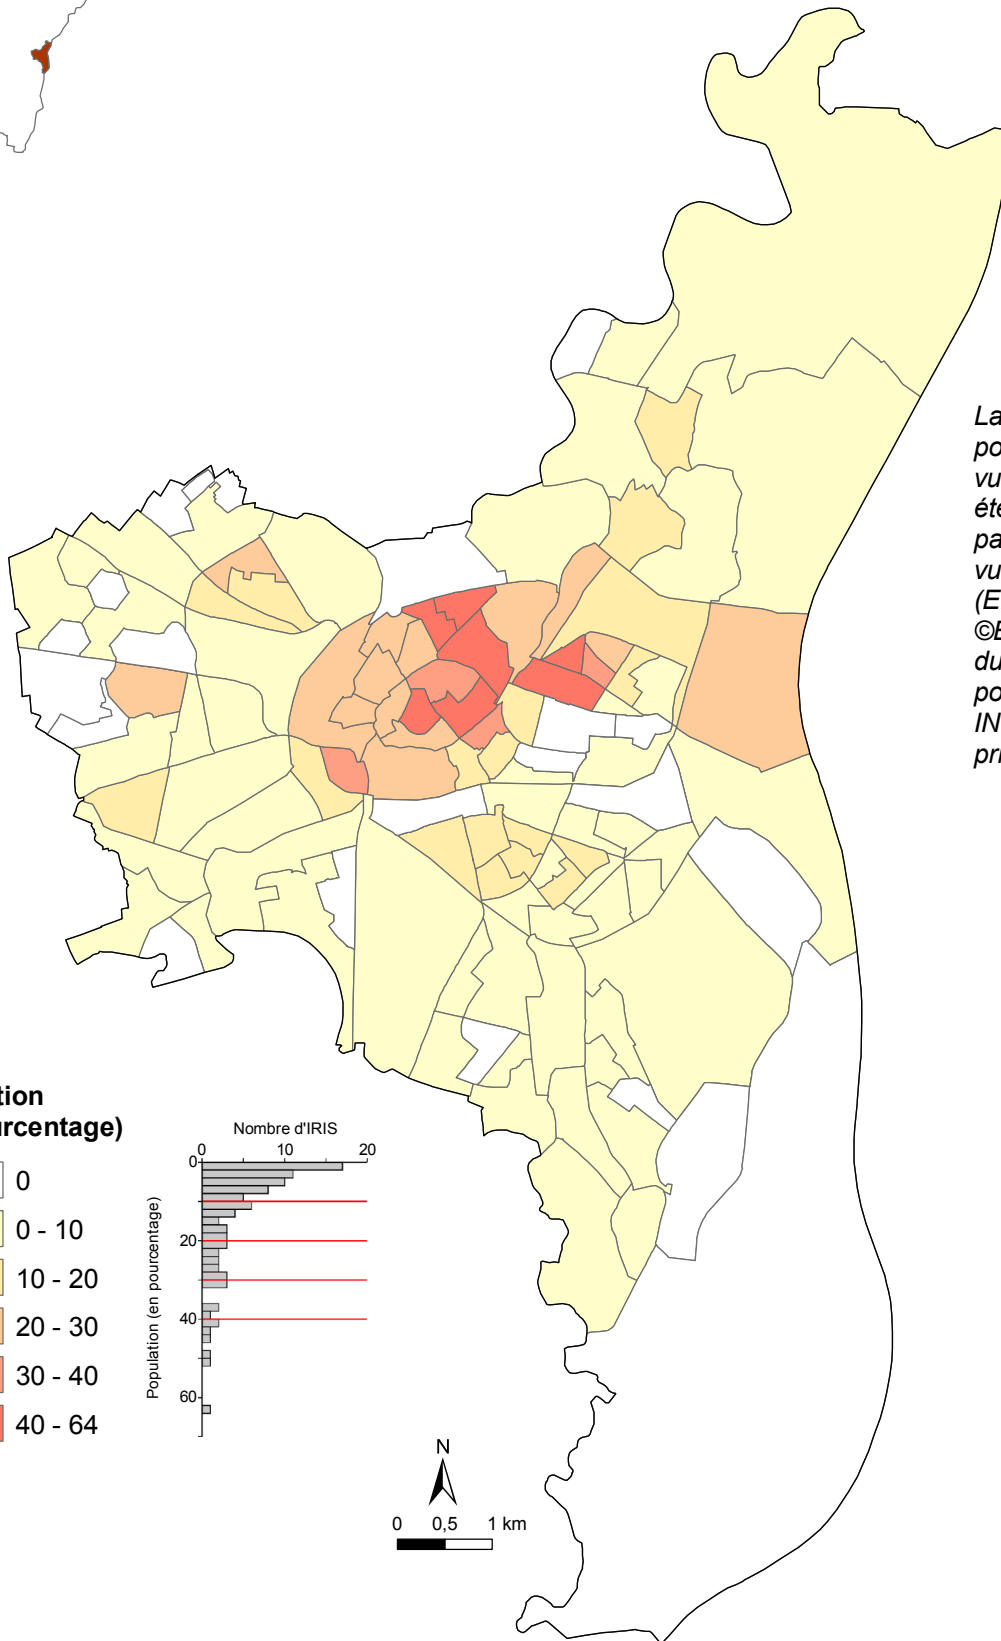 La
po
vu
éte
pa
vu
(E
©E
du
po
IN
pri
tion
urcentage)
0
0 - 10
10 - 20
20 - 30
30 - 40
40 - 64
Nombre d'IRIS
0 10 20
0
20
40
60
Population (en pourcentage)
N
0 0,5 1 km